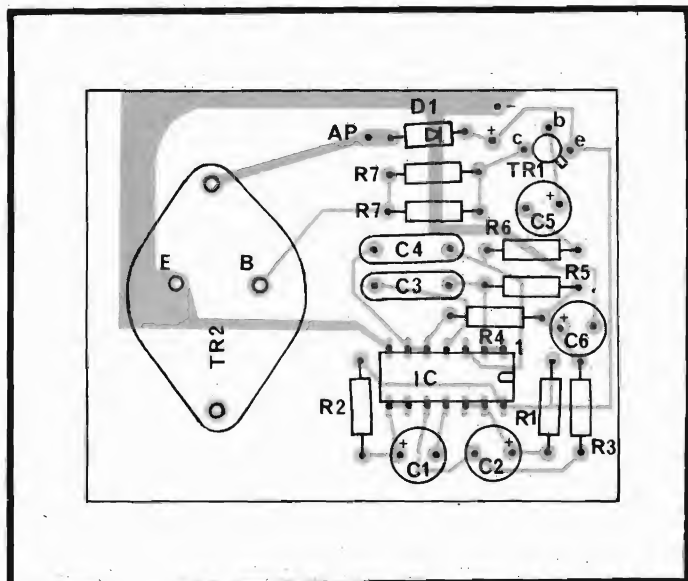 D1
-
b
AP
+
c
e
TR1
R7
R7
+
C5
R6
C4
E
B
R5
C3
+
R4
C6
TR2
1
IC
R2
R1
R3
+
C1
C2
+